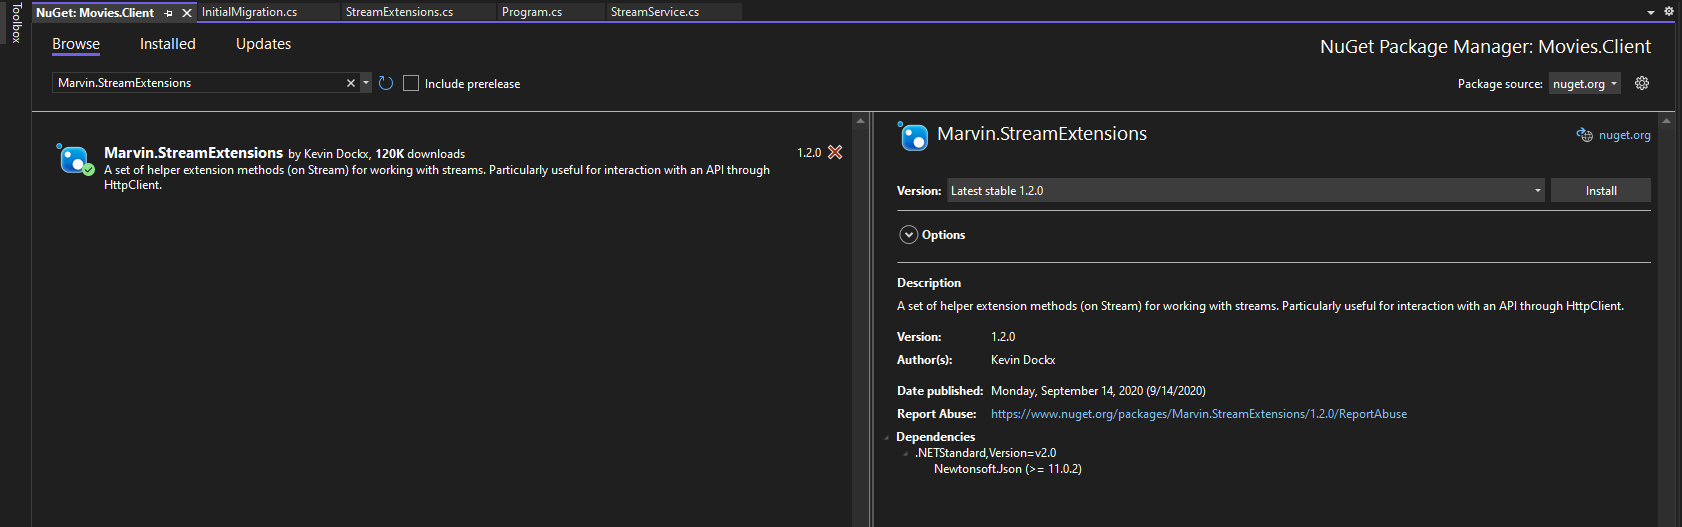 Toolbox
NuGet: Movies.Client
InitialMigration.cs
StreamExtensions.cs
Program.cs
StreamService.cs
Browse
Installed
Updates
NuGet Package Manager: Movies.Client
Marvin.StreamExtensions
Include prerelease
Package source:
nuget.org
Marvin.StreamExtensions by Kevin Dockx, 120K downloads
1.2.0
A set of helper extension methods (on Stream) for working with streams. Particularly useful for interaction with an API through
HttpClient.
Marvin.StreamExtensions
nuget.org
Version:
Latest stable 1.2.0
Install
Options
Description
A set of helper extension methods (on Stream) for working with streams. Particularly useful for interaction with an API through HttpClient.
Version: 1.2.0
Author(s): Kevin Dockx
Date published: Monday, September 14, 2020 (9/14/2020)
Report Abuse: https://www.nuget.org/packages/Marvin.StreamExtensions/1.2.0/ReportAbuse
Dependencies
.NETStandard,Version=v2.0
Newtonsoft.Json (>= 11.0.2)